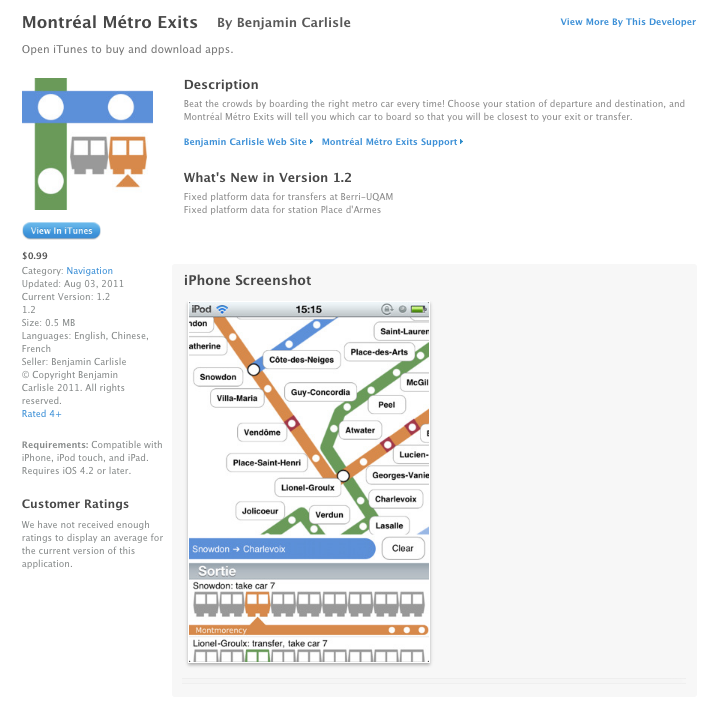 Montréal Métro Exits By Benjamin Carlisle
View More By This Developer
Open iTunes to buy and download apps.
View In iTunes
$0.99
Category: Navigation
Updated: Aug 03, 2011
Current Version: 1.2
1.2
Size: 0.5 MB
Languages: English, Chinese,
French
Seller: Benjamin Carlisle
© Copyright Benjamin
Carlisle 2011. All rights
reserved.
Rated 4+
Requirements: Compatible with
iPhone, iPod touch, and iPad.
Requires iOS 4.2 or later.
Customer Ratings
We have not received enough
ratings to display an average for
the current version of this
application.
Description
Beat the crowds by boarding the right metro car every time! Choose your station of departure and destination, and
Montréal Métro Exits will tell you which car to board so that you will be closest to your exit or transfer.
Benjamin Carlisle Web Site Montréal Métro Exits Support
What's New in Version 1.2
Fixed platform data for transfers at Berri-UQAM
Fixed platform data for station Place d'Armes
iPhone Screenshot
iPod 15:15
ndon
Saint-Lauren
atherine
Côte-des-Neiges
Place-des-Arts
Snowdon
McGil
Villa-Maria
Guy-Concordia
Peel
Vendôme
Atwater
Lucien-
Place-Saint-Henri
Georges-Vanie
Lionel-Groulx
Charlevoix
Jolicoeur
Verdun
Lasalle
Snowdon → Charlevoix
Clear
Sortie
Snowdon: take car 7
Montmorency
Lionel-Groulx: transfer, take car 7